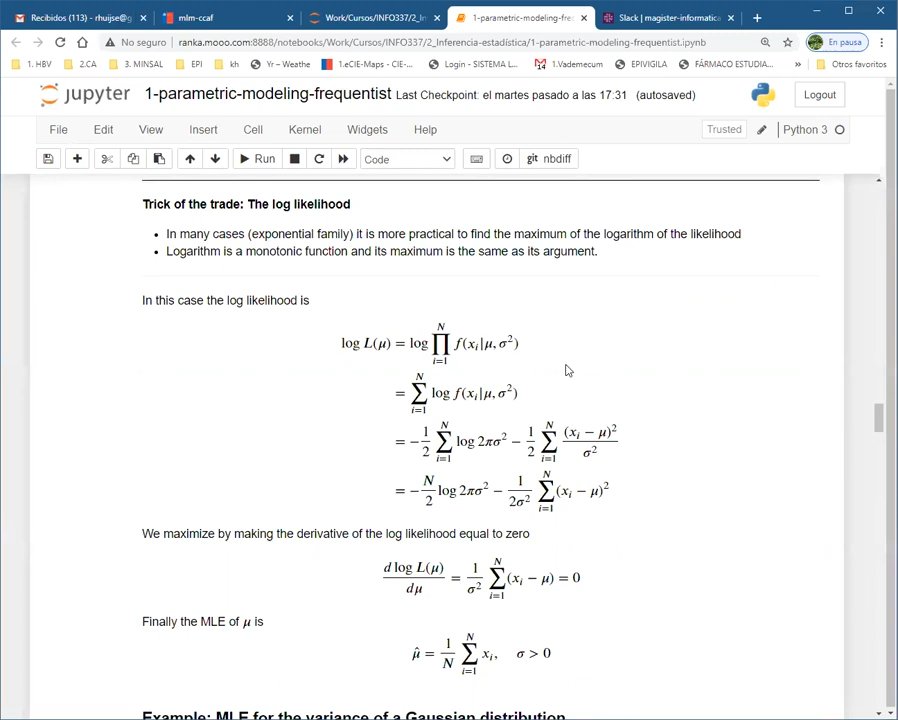 Recibidos (113) - rhuijse@g
mlm-ccaf
Work/Cursos/INFO337/2_In
1-parametric-modeling-fre
Slack | magister-informatica
No seguro | ranka.mooo.com:8888/notebooks/Work/Cursos/INFO337/2_Inferencia-estadística/1-parametric-modeling-frequentist.ipynb
En pausa
1. HBV
2.CA
3. MINSAL
EPI
kh
Yr – Weathe
1.eCIE-Maps - CIE-...
Login - SISTEMA L...
1.Vademecum
EPIVIGILA
FÁRMACO ESTUDIA...
»
Otros favoritos
jupyter 1-parametric-modeling-frequentist Last Checkpoint: el martes pasado a las 17:31 (autosaved)
Logout
File Edit View Insert Cell Kernel Widgets Help
Trusted
Python 3
Run
Code
git nbdiff
Trick of the trade: The log likelihood
• In many cases (exponential family) it is more practical to find the maximum of the logarithm of the likelihood
• Logarithm is a monotonic function and its maximum is the same as its argument.
In this case the log likelihood is
log L(μ) = log ∏_{i=1}^{N} f(x_i|μ, σ²)
= ∑_{i=1}^{N} log f(x_i|μ, σ²)
= −1/2 ∑_{i=1}^{N} log 2πσ² − 1/2 ∑_{i=1}^{N} (x_i − μ)²/σ²
= −N/2 log 2πσ² − 1/(2σ²) ∑_{i=1}^{N} (x_i − μ)²
We maximize by making the derivative of the log likelihood equal to zero
d log L(μ)/dμ = 1/σ² ∑_{i=1}^{N} (x_i − μ) = 0
Finally the MLE of μ is
μ̂ = 1/N ∑_{i=1}^{N} x_i, σ > 0
Example: MLE for the variance of a Gaussian distribution